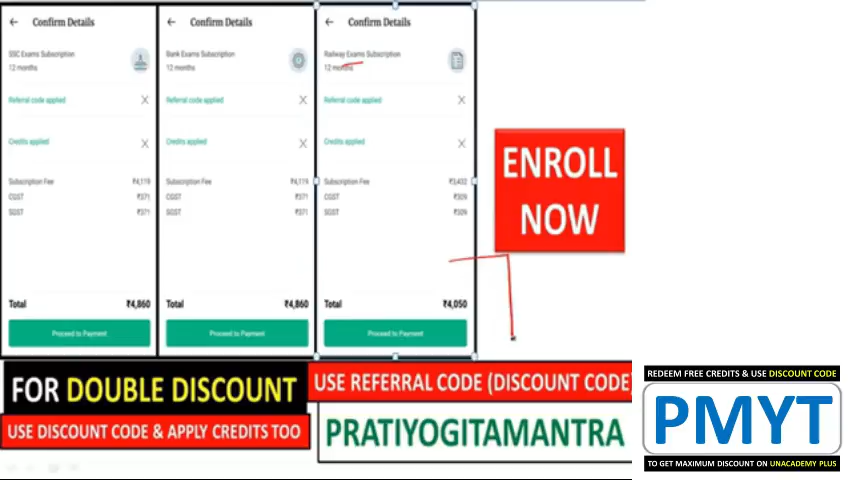 Confirm Details
SSC Exams Subscription
12 months
Referral code applied
Credits applied
Subscription Fee ₹4,119
CGST ₹371
SGST ₹371
Total ₹4,860
Proceed to Payment
Confirm Details
Bank Exams Subscription
12 months
Referral code applied
Credits applied
Subscription Fee ₹4,119
CGST ₹371
SGST ₹371
Total ₹4,860
Proceed to Payment
Confirm Details
Railway Exams Subscription
12 months
Referral code applied
Credits applied
Subscription Fee ₹3,432
CGST ₹309
SGST ₹309
Total ₹4,050
Proceed to Payment
ENROLL
NOW
FOR DOUBLE DISCOUNT
USE DISCOUNT CODE & APPLY CREDITS TOO
USE REFERRAL CODE (DISCOUNT CODE)
PRATIYOGITAMANTRA
REDEEM FREE CREDITS & USE DISCOUNT CODE
PMYT
TO GET MAXIMUM DISCOUNT ON UNACADEMY PLUS